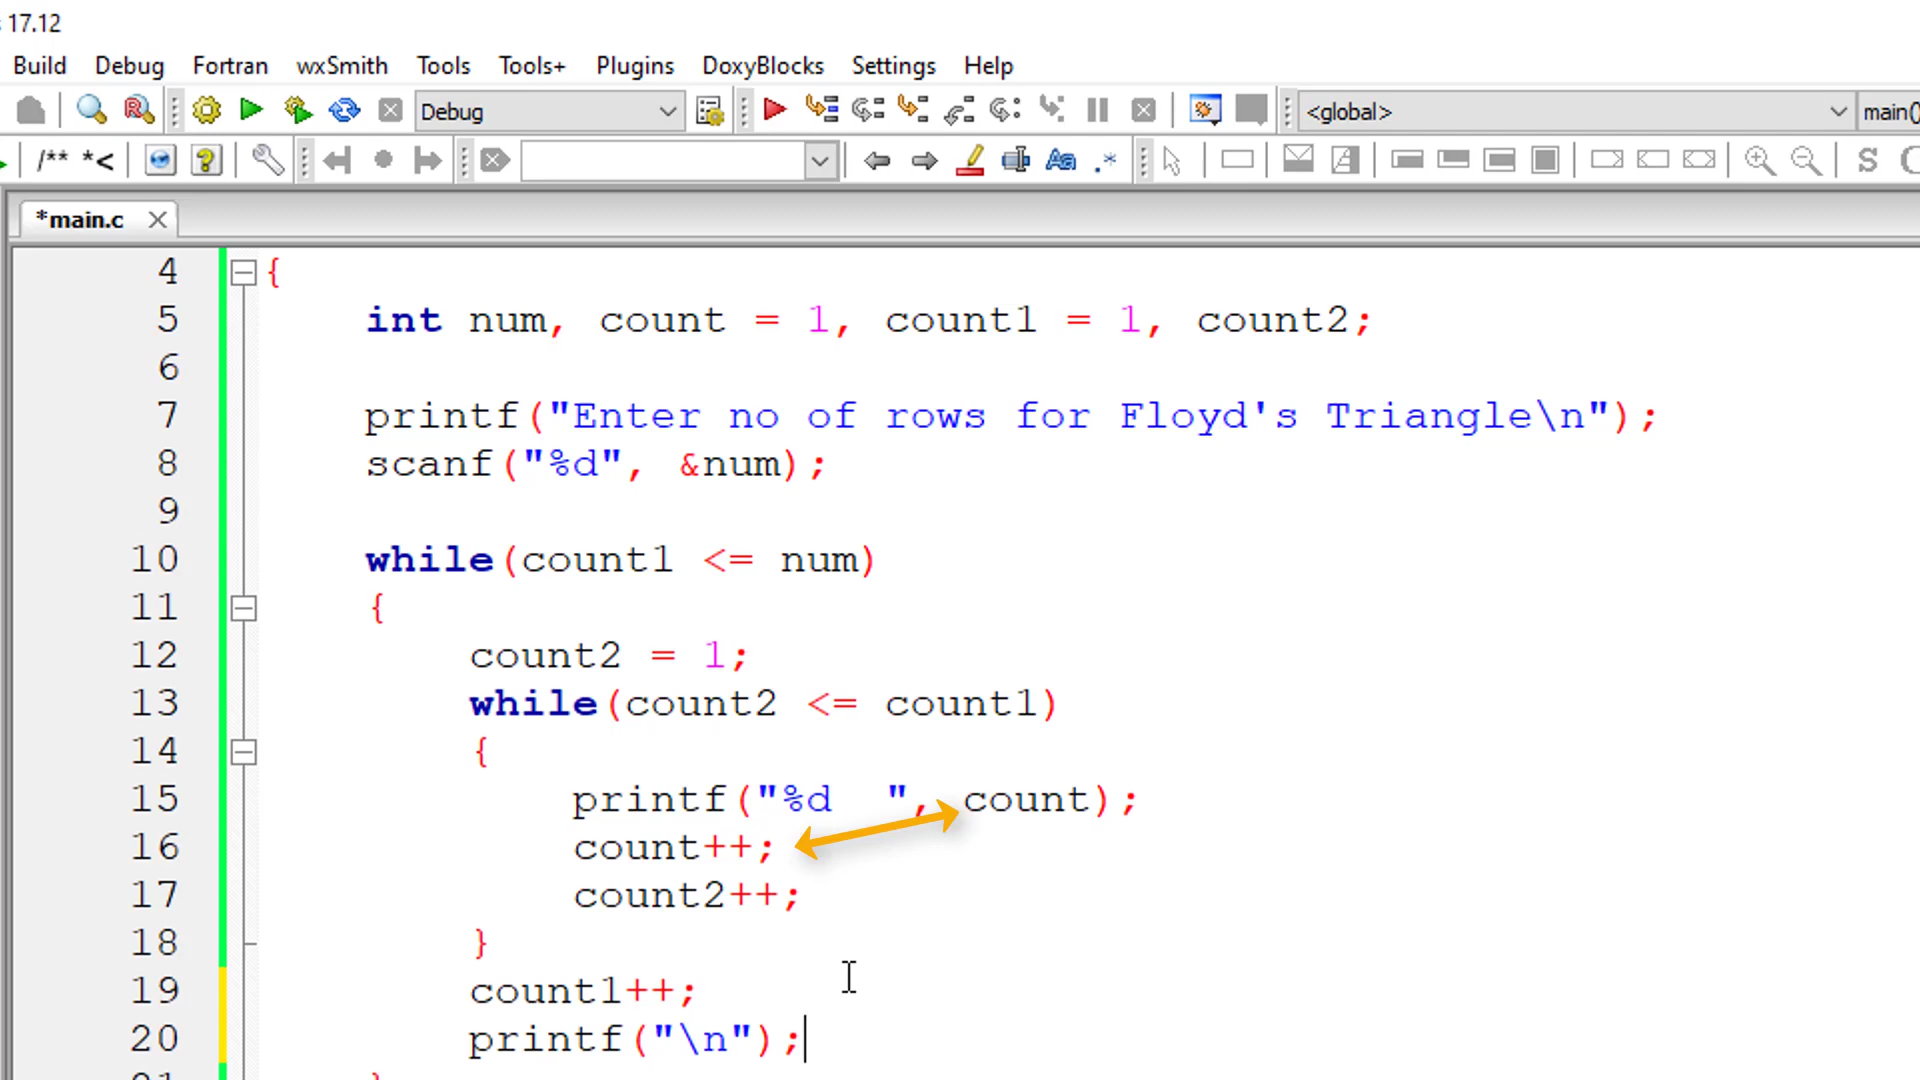 17.12
Build Debug Fortran wxSmith Tools Tools+ Plugins DoxyBlocks Settings Help
Debug <global> main()
/** *< Aa .* S
*main.c
4 {
5 int num, count = 1, count1 = 1, count2;
6
7 printf("Enter no of rows for Floyd's Triangle\n");
8 scanf("%d", &num);
9
10 while(count1 <= num)
11 {
12 count2 = 1;
13 while(count2 <= count1)
14 {
15 printf("%d  ", count);
16 count++;
17 count2++;
18 }
19 count1++;
20 printf("\n");